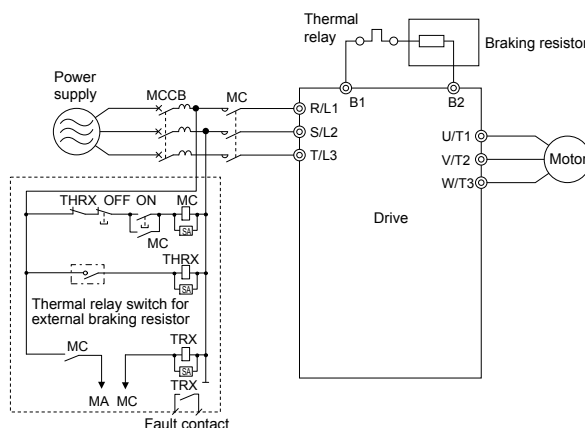 Thermal
relay
Braking resistor
Power
supply
MCCB
MC
B1
B2
R/L1
S/L2
T/L3
U/T1
V/T2
W/T3
Motor
Drive
THRX OFF ON
MC
SA
MC
THRX
SA
Thermal relay switch for
external braking resistor
MC
TRX
SA
MA MC
TRX
Fault contact